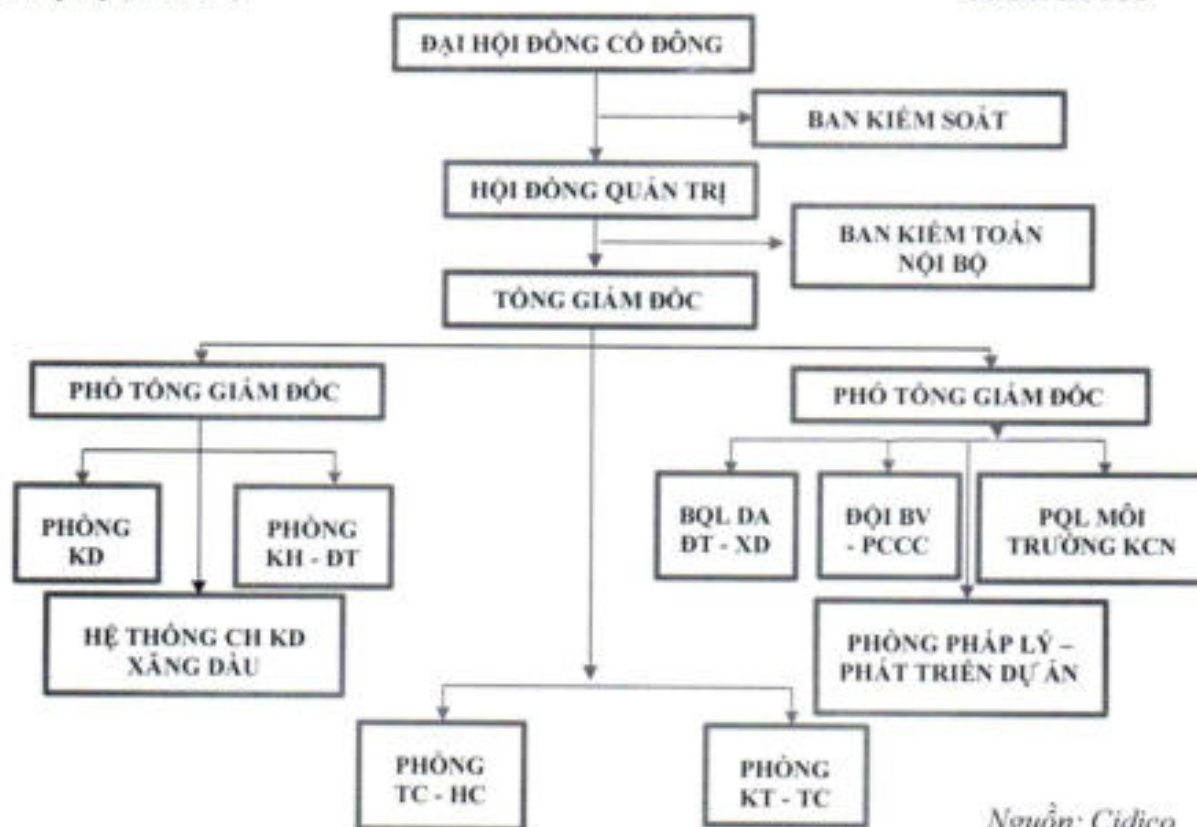 ĐẠI HỘI ĐỒNG CỔ ĐÔNG
BAN KIỂM SOÁT
HỘI ĐỒNG QUẢN TRỊ
BAN KIỂM TOÁN
NỘI BỘ
TỔNG GIÁM ĐỐC
PHÓ TỔNG GIÁM ĐỐC
PHÓ TỔNG GIÁM ĐỐC
PHÒNG
KD
PHÒNG
KH - ĐT
BQL DA
ĐT - XD
ĐỘI BV
- PCCC
PQL MÔI
TRƯỜNG KCN
HỆ THỐNG CH KD
XĂNG DẦU
PHÒNG PHÁP LÝ –
PHÁT TRIỂN DỰ ÁN
PHÒNG
TC - HC
PHÒNG
KT - TC
Nguồn: Cidico